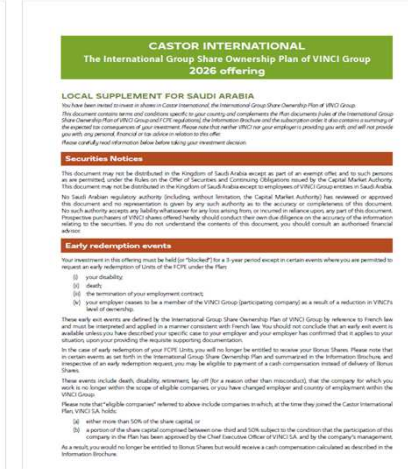 CASTOR INTERNATIONAL
The International Group Share Ownership Plan of VINCI Group
2026 offering
LOCAL SUPPLEMENT FOR SAUDI ARABIA
You have been invited to invest in shares in Castor International, the International Group Share Ownership Plan of VINCI Group.
This document contains terms and conditions specific to your country and complements the Plan documents (rules of the International Group
Share Ownership Plan of VINCI Group and FCPE regulations), the Information Brochure and the subscription order. It also contains a summary of
the expected tax consequences of your investment. Please note that neither VINCI nor your employer is providing you with, and will not provide
you with, any personal, financial or tax advice in relation to this offer.
Please carefully read information below before taking your investment decision.
Securities Notices
This document may not be distributed in the Kingdom of Saudi Arabia except as part of an exempt offer, and to such persons
as are permitted, under the Rules on the Offer of Securities and Continuing Obligations issued by the Capital Market Authority.
This document may not be distributed in the Kingdom of Saudi Arabia except to employees of VINCI Group entities in Saudi Arabia.
No Saudi Arabian regulatory authority (including, without limitation, the Capital Market Authority) has reviewed or approved
this document and no representation is given by any such authority as to the accuracy or completeness of this document.
No such authority accepts any liability whatsoever for any loss arising from, or incurred in reliance upon, any part of this document.
Prospective purchasers of VINCI shares offered hereby should conduct their own due diligence on the accuracy of the information
relating to the securities. If you do not understand the contents of this document, you should consult an authorised financial
advisor.
Early redemption events
Your investment in this offering must be held (or "blocked") for a 3-year period except in certain events where you are permitted to
request an early redemption of Units of the FCPE under the Plan:
(i) your disability;
(ii) death;
(iii) the termination of your employment contract;
(iv) your employer ceases to be a member of the VINCI Group (participating company) as a result of a reduction in VINCI's
level of ownership.
These early exit events are defined by the International Group Share Ownership Plan of VINCI Group by reference to French law
and must be interpreted and applied in a manner consistent with French law. You should not conclude that an early exit event is
available unless you have described your specific case to your employer and your employer has confirmed that it applies to your
situation, upon your providing the requisite supporting documentation.
In the case of early redemption of your FCPE Units, you will no longer be entitled to receive your Bonus Shares. Please note that
in certain events as set forth in the International Group Share Ownership Plan and summarized in the Information Brochure, and
irrespective of an early redemption request, you may be eligible to payment of a cash compensation instead of delivery of Bonus
Shares.
These events include death, disability, retirement, lay-off (for a reason other than misconduct), that the company for which you
work is no longer within the scope of eligible companies, or you have changed employer and country of employment within the
VINCI Group.
Please note that "eligible companies" referred to above include companies in which, at the time they joined the Castor International
Plan, VINCI S.A. holds:
(a) either more than 50% of the share capital, or
(b) a portion of the share capital comprised between one- third and 50% subject to the condition that the participation of this
company in the Plan has been approved by the Chief Executive Officer of VINCI S.A. and by the company's management.
As a result, you would no longer be entitled to Bonus Shares but would receive a cash compensation calculated as described in the
Information Brochure.